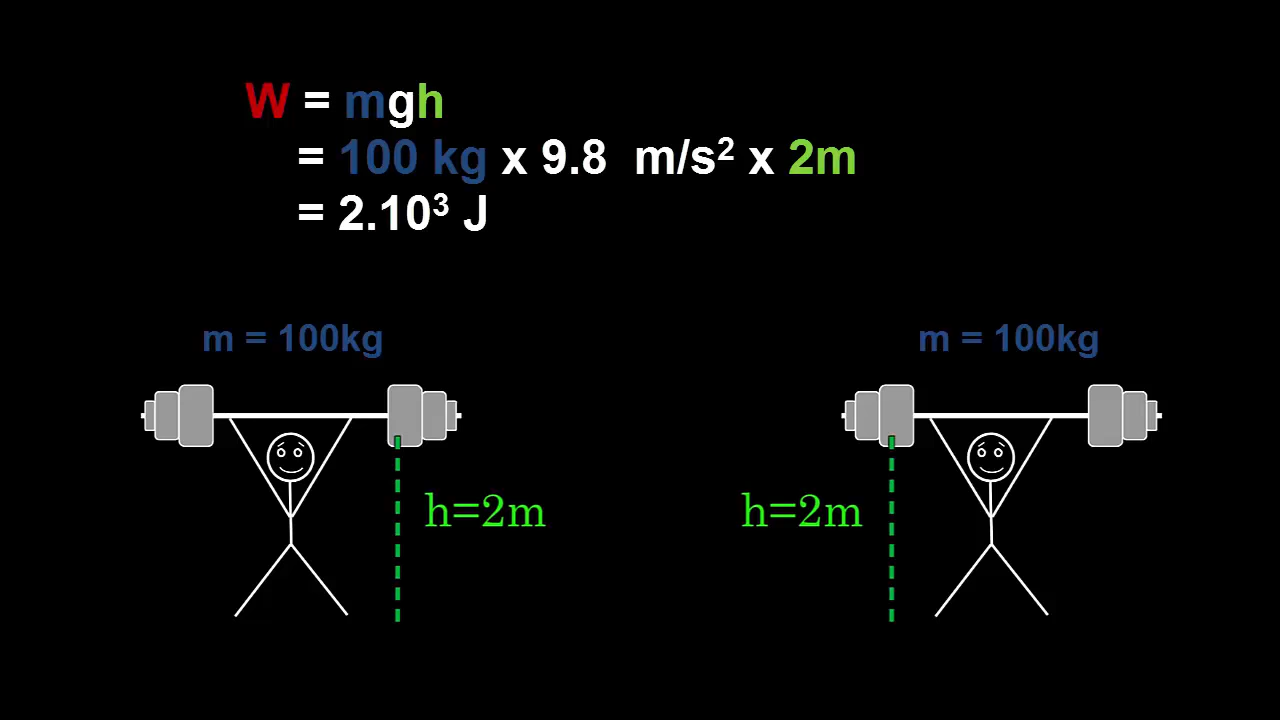 W = mgh
= 100 kg x 9.8 m/s² x 2m
= 2.10³ J
m = 100kg
m = 100kg
h=2m
h=2m